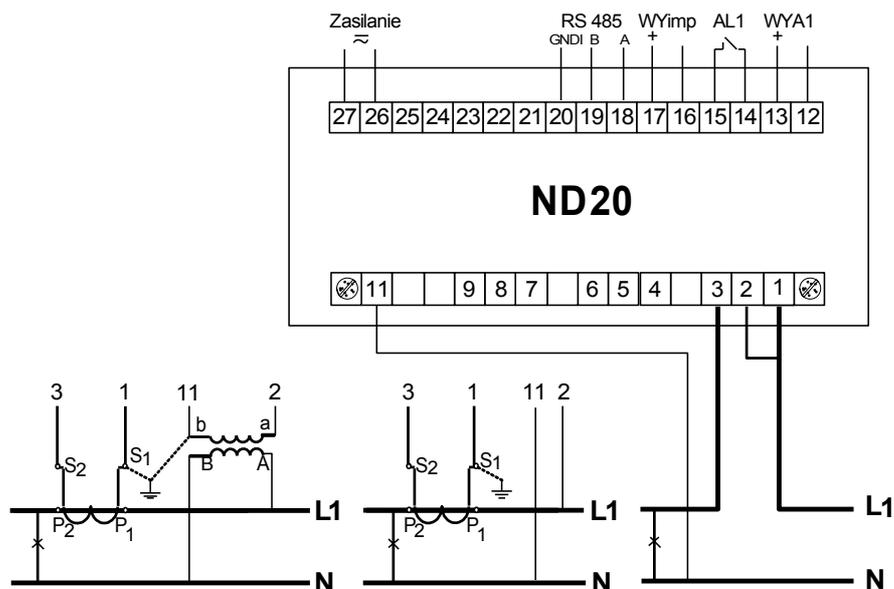 Zasilanie RS 485 WYimp AL1 WYA1
≂ GNDI B A + +
27 26 25 24 23 22 21 20 19 18 17 16 15 14 13 12
ND20
11 9 8 7 6 5 4 3 2 1
3 1 11 2 3 1 11 2
b a
S2 S1 B A S2 S1
P2 P1 L1 P2 P1 L1 L1
N N N